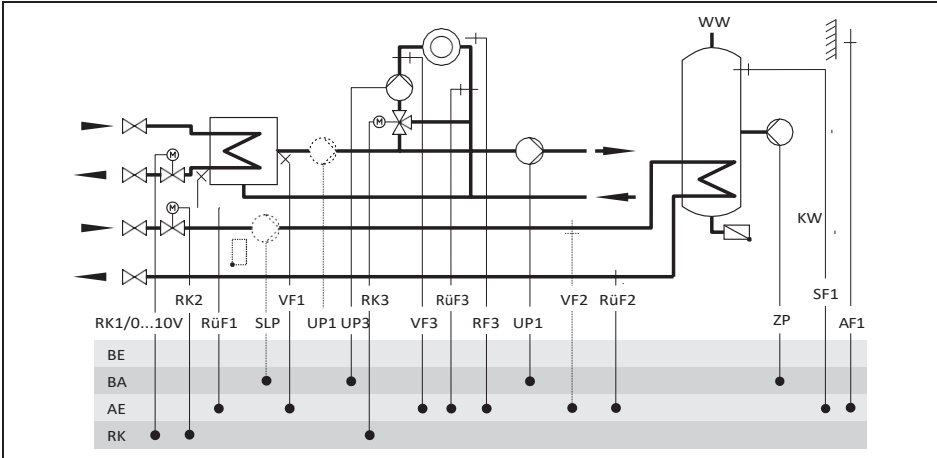 WW
M
M
M
KW
RK2 VF1 RK3 RüF3 VF2 RüF2 SF1
RK1/0...10V RüF1 SLP UP1 UP3 VF3 RF3 UP1 ZP AF1
BE
BA
AE
RK